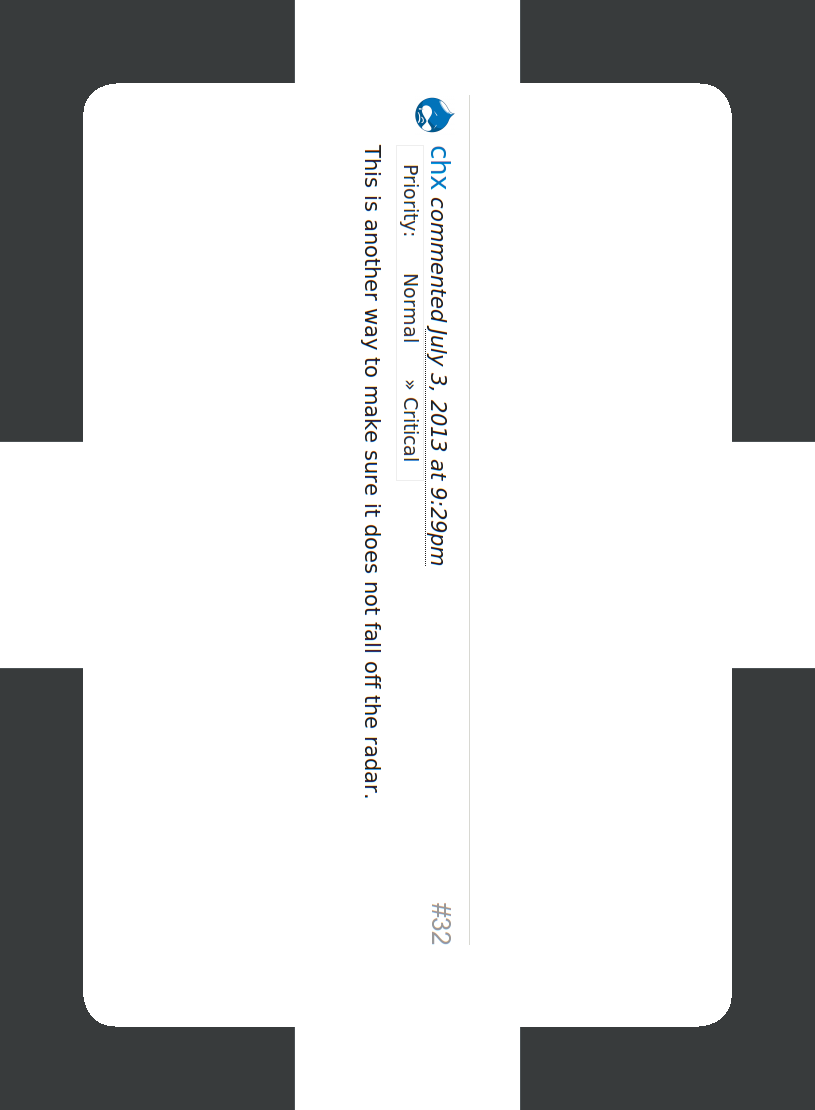 chx commented July 3, 2013 at 9:29pm
#32
Priority: Normal » Critical
This is another way to make sure it does not fall off the radar.